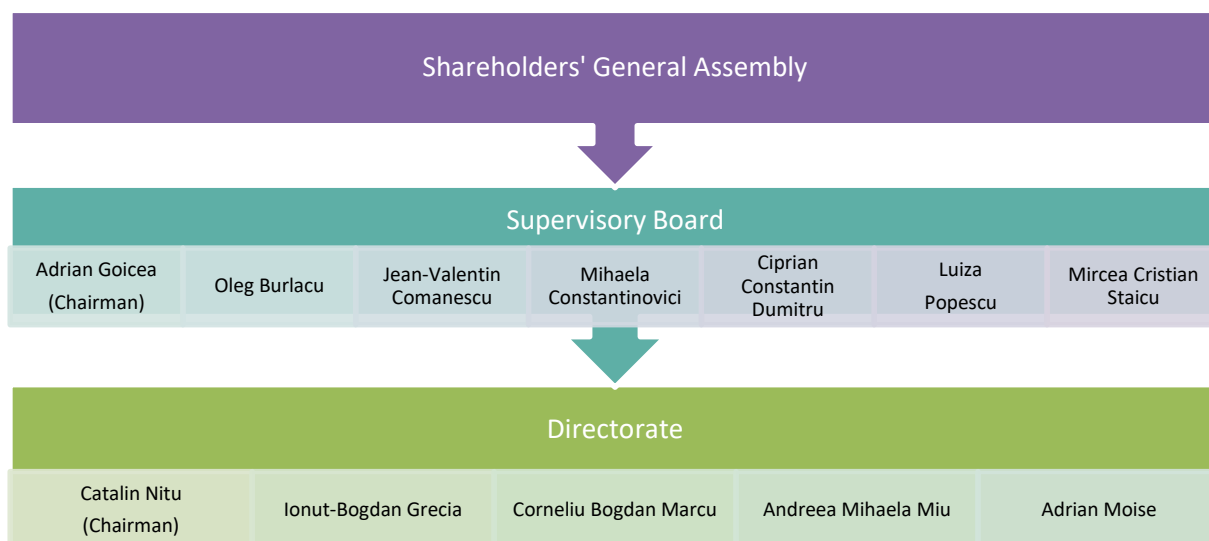 Shareholders' General Assembly
Supervisory Board
Adrian Goicea
(Chairman)
Oleg Burlacu
Jean-Valentin
Comanescu
Mihaela
Constantinovici
Ciprian
Constantin
Dumitru
Luiza
Popescu
Mircea Cristian
Staicu
Directorate
Catalin Nitu
(Chairman)
Ionut-Bogdan Grecia
Corneliu Bogdan Marcu
Andreea Mihaela Miu
Adrian Moise